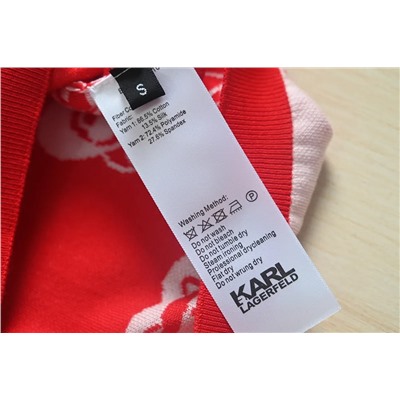 S
Fiber Co
Fabric:
Yarn 1: 86.5% Cotton
13.5% Silk
Yarn 2: 72.4% Polyamide
27.6% Spandex
Washing Method:
P
Do not wash
Do not bleach
Do not tumble dry
Steam ironing
Professional drycleaning
Flat dry
Do not wrung dry
KARL
LAGERFELD